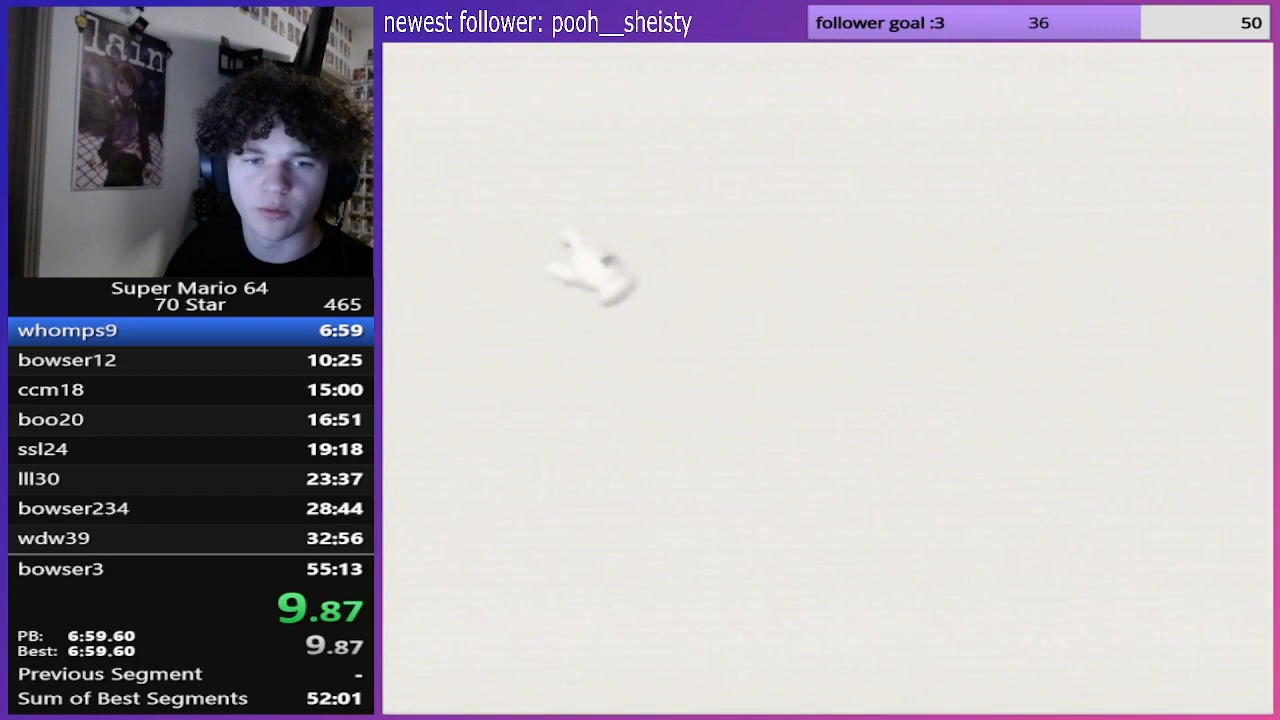 newest follower: pooh__sheisty
follower goal :3 36 50
lain
Super Mario 64
70 Star 465
whomps9 6:59
bowser12 10:25
ccm18 15:00
boo20 16:51
ssl24 19:18
lll30 23:37
bowser234 28:44
wdw39 32:56
bowser3 55:13
9.87
PB: 6:59.60 9.87
Best: 6:59.60
Previous Segment -
Sum of Best Segments 52:01